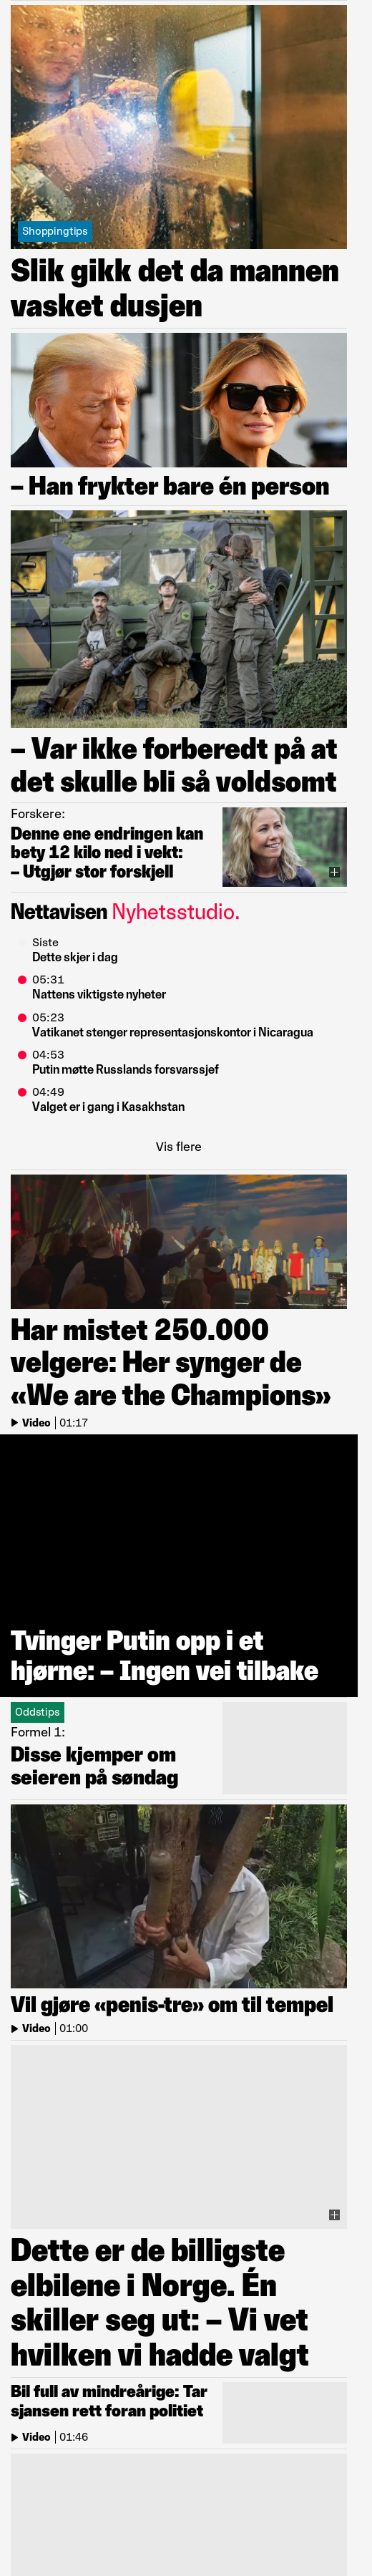 Shoppingtips
Slik gikk det da mannen
vasket dusjen
– Han frykter bare én person
– Var ikke forberedt på at
det skulle bli så voldsomt
Forskere:
Denne ene endringen kan
bety 12 kilo ned i vekt:
– Utgjør stor forskjell
Nettavisen Nyhetsstudio.
Siste
Dette skjer i dag
05:31
Nattens viktigste nyheter
05:23
Vatikanet stenger representasjonskontor i Nicaragua
04:53
Putin møtte Russlands forsvarssjef
04:49
Valget er i gang i Kasakhstan
Vis flere
Har mistet 250.000
velgere: Her synger de
«We are the Champions»
Video | 01:17
Tvinger Putin opp i et
hjørne: – Ingen vei tilbake
Oddstips
Formel 1:
Disse kjemper om
seieren på søndag
Vil gjøre «penis-tre» om til tempel
Video | 01:00
Dette er de billigste
elbilene i Norge. Én
skiller seg ut: – Vi vet
hvilken vi hadde valgt
Bil full av mindreårige: Tar
sjansen rett foran politiet
Video | 01:46